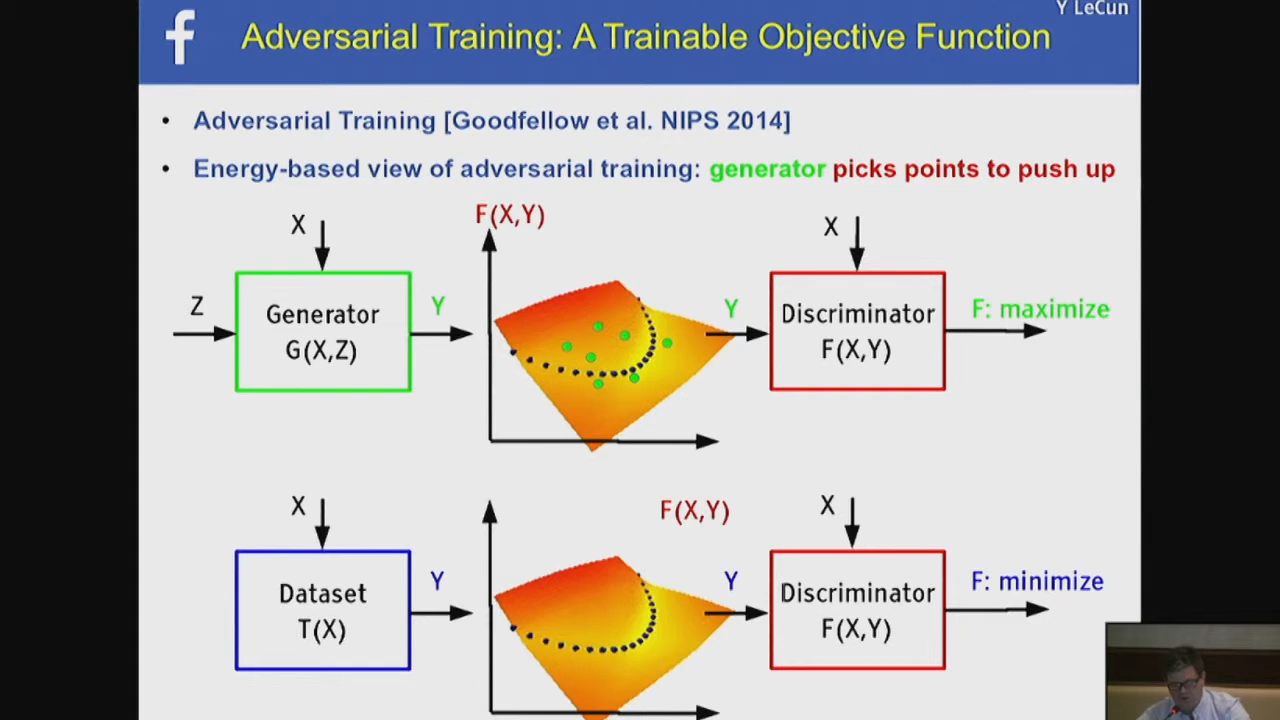 Y LeCun
f
Adversarial Training: A Trainable Objective Function
• Adversarial Training [Goodfellow et al. NIPS 2014]
• Energy-based view of adversarial training: generator picks points to push up
X
F(X,Y)
X
Z
Generator
G(X,Z)
Y
Y
Discriminator
F(X,Y)
F: maximize
X
F(X,Y)
X
Dataset
T(X)
Y
Y
Discriminator
F(X,Y)
F: minimize